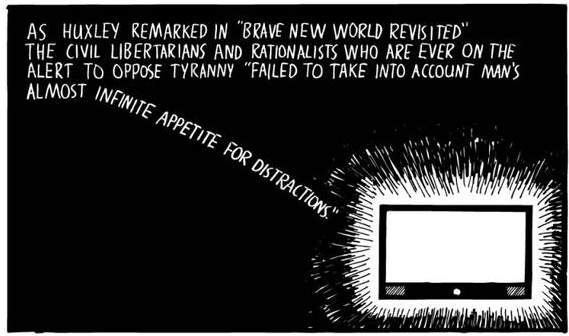 AS HUXLEY REMARKED IN "BRAVE NEW WORLD REVISITED"
THE CIVIL LIBERTARIANS AND RATIONALISTS WHO ARE EVER ON THE
ALERT TO OPPOSE TYRANNY "FAILED TO TAKE INTO ACCOUNT MAN'S
ALMOST INFINITE APPETITE FOR DISTRACTIONS."